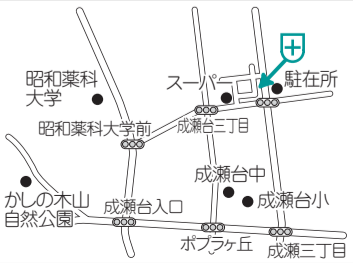 昭和薬科
大学
スーパー
駐在所
昭和薬科大学前
成瀬台三丁目
成瀬台中
成瀬台小
かしの木山
自然公園
成瀬台入口
ポプラヶ丘
成瀬三丁目